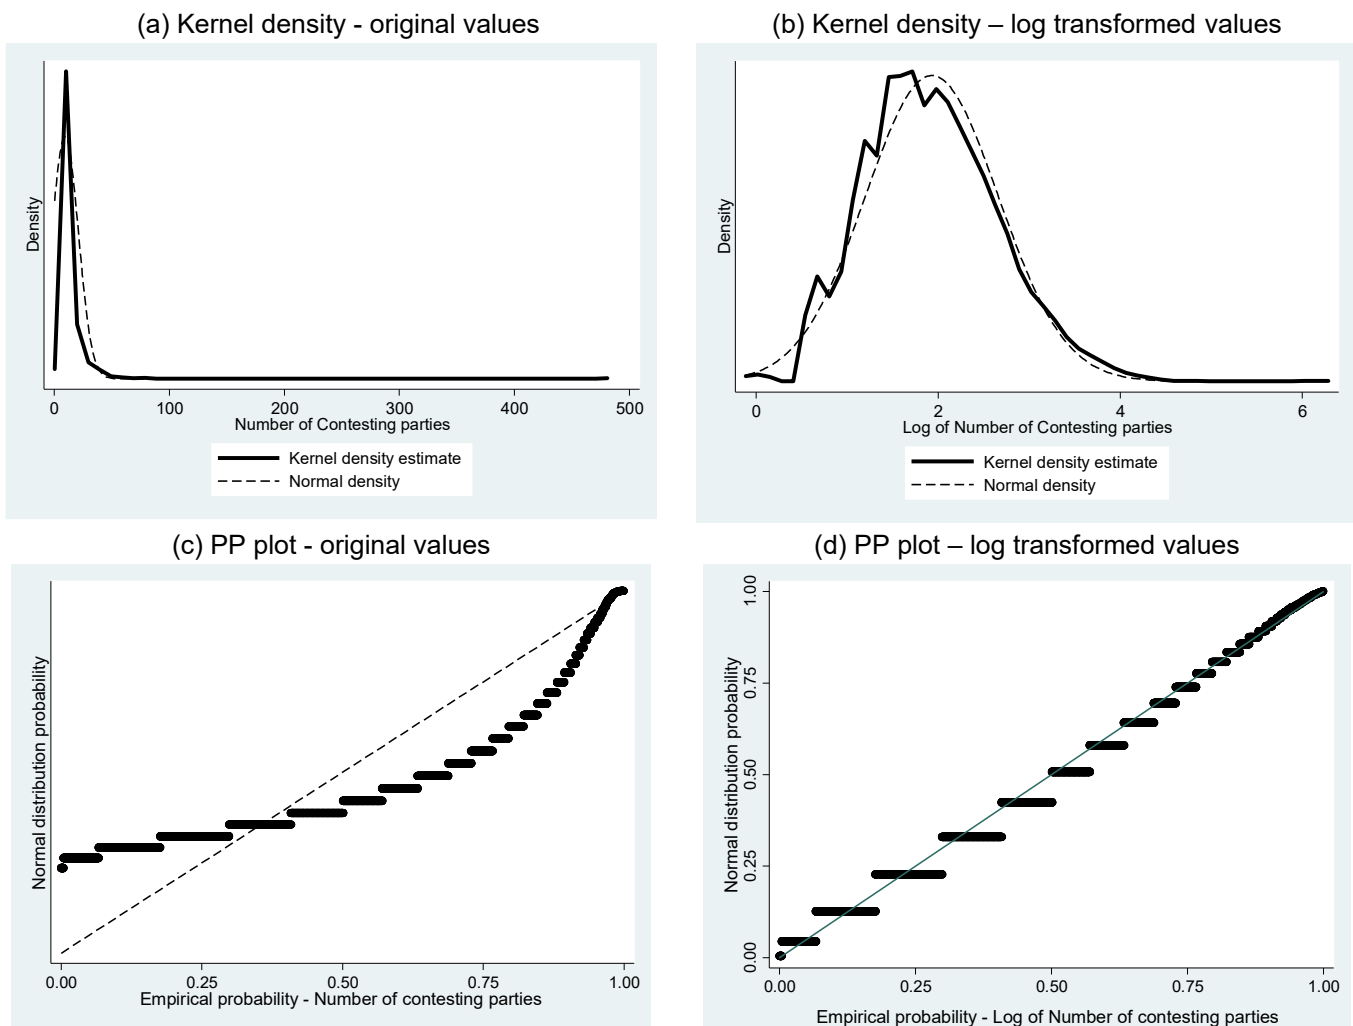 (a) Kernel density - original values
Density
0 100 200 300 400 500
Number of Contesting parties
Kernel density estimate
Normal density
(b) Kernel density – log transformed values
Density
0 2 4 6
Log of Number of Contesting parties
Kernel density estimate
Normal density
(c) PP plot - original values
Normal distribution probability
0.00 0.25 0.50 0.75 1.00
Empirical probability - Number of contesting parties
(d) PP plot – log transformed values
Normal distribution probability
0.00 0.25 0.50 0.75 1.00
0.00 0.25 0.50 0.75 1.00
Empirical probability - Log of Number of contesting parties